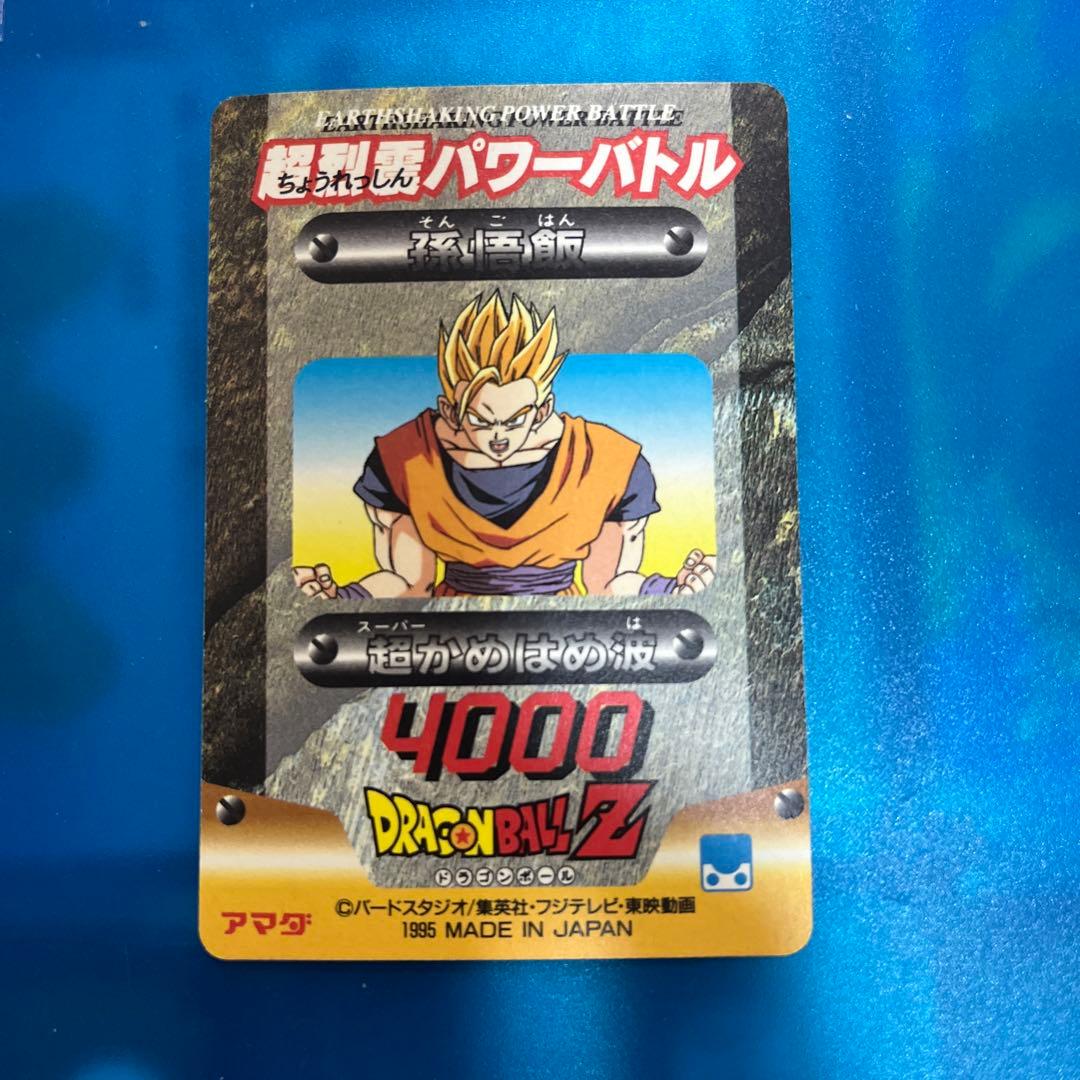 EARTHSHAKING POWER BATTLE
超烈震パワーバトル
ちょうれっしん
そん ご はん
孫悟飯
スーパー は
超かめはめ波
4000
DRAGON BALL Z
ドラゴンボール
アマダ
©バードスタジオ/集英社・フジテレビ・東映動画
1995 MADE IN JAPAN